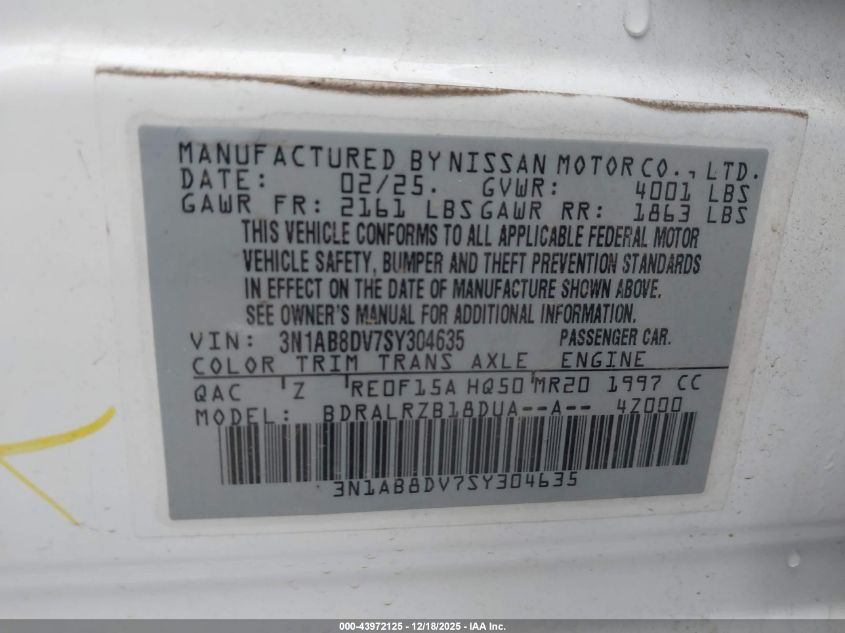 MANUFACTURED BY NISSAN MOTOR CO., LTD.
DATE: 02/25. GVWR: 4001 LBS
GAWR FR: 2161 LBS GAWR RR: 1863 LBS
THIS VEHICLE CONFORMS TO ALL APPLICABLE FEDERAL MOTOR
VEHICLE SAFETY, BUMPER AND THEFT PREVENTION STANDARDS
IN EFFECT ON THE DATE OF MANUFACTURE SHOWN ABOVE.
SEE OWNER'S MANUAL FOR ADDITIONAL INFORMATION.
VIN: 3N1AB8DV7SY304635 PASSENGER CAR.
COLOR TRIM TRANS AXLE ENGINE
QAC Z RE0F15A HQ50 MR20 1997 CC
MODEL: BDRALRZB18DUA--A-- 4Z000
3N1AB8DV7SY304635
000-43972125 - 12/18/2025 - IAA Inc.